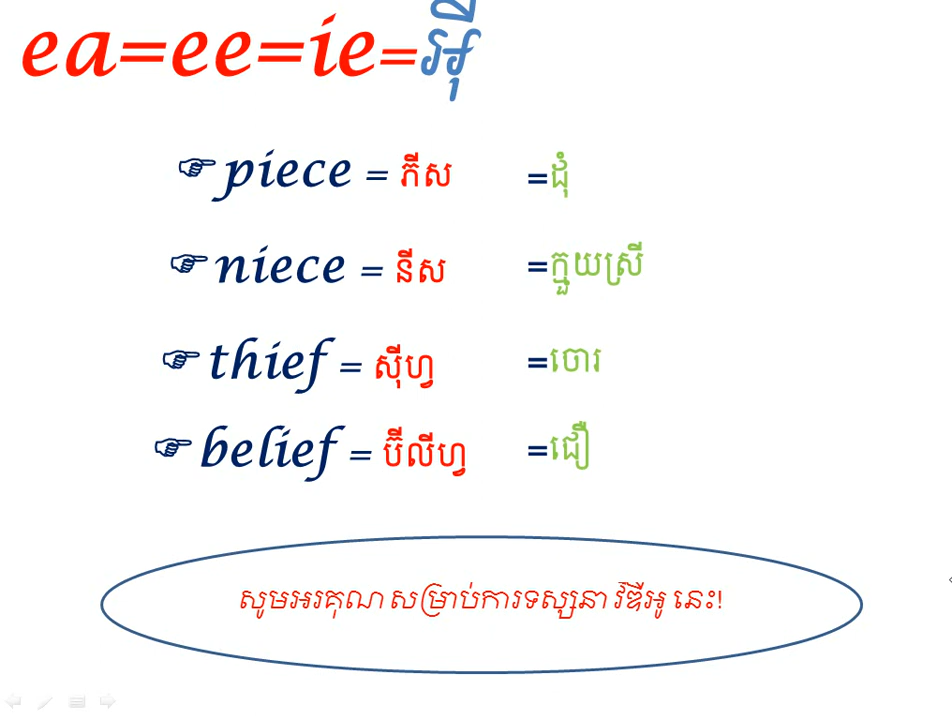 ea=ee=ie=អ៊ី
☞piece = ភីស =ដុំ
☞niece = នីស =ក្មួយស្រី
☞thief = ស៊ីហ្វ =ចោរ
☞belief = ប៊ីលីហ្វ =ជឿ
សូមអរគុណ សម្រាប់ការទស្សនា វីឌីអូ នេះ!